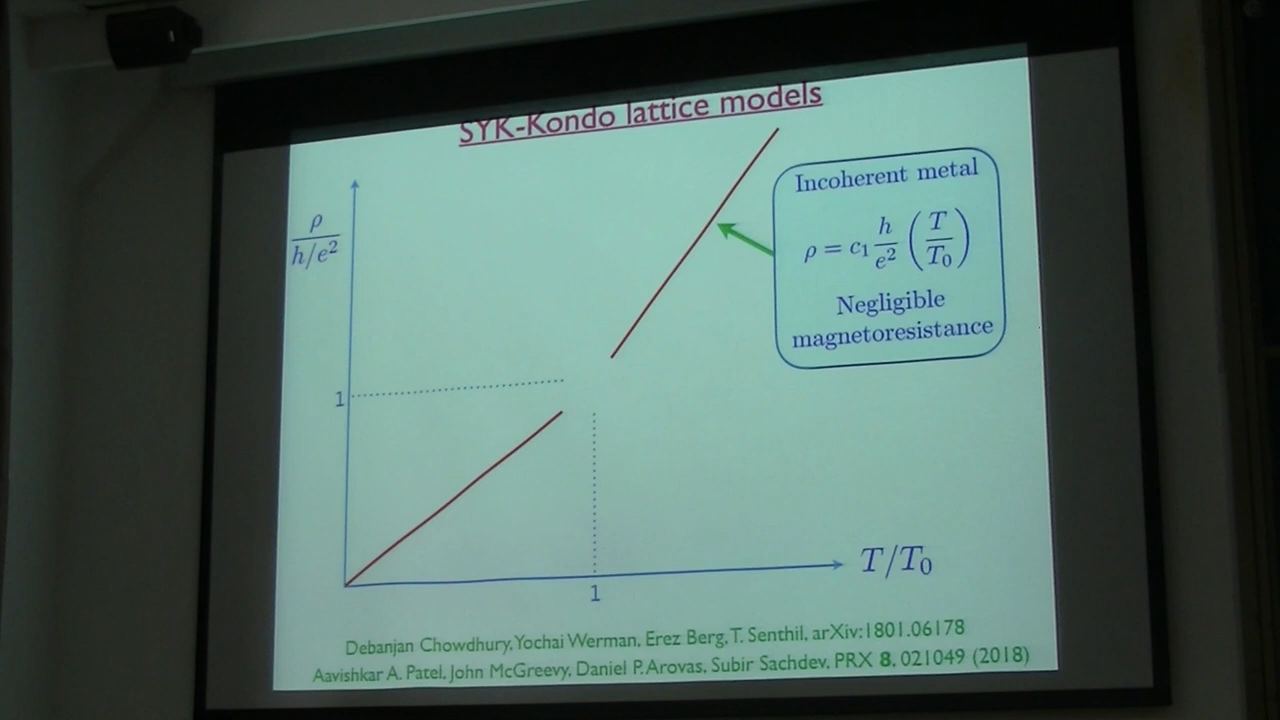 SYK-Kondo lattice models
ρ
h/e²
Incoherent metal
ρ = c₁ h/e² (T/T₀)
Negligible
magnetoresistance
1
T/T₀
1
Debanjan Chowdhury, Yochai Werman, Erez Berg, T. Senthil, arXiv:1801.06178
Aavishkar A. Patel, John McGreevy, Daniel P. Arovas, Subir Sachdev, PRX 8, 021049 (2018)